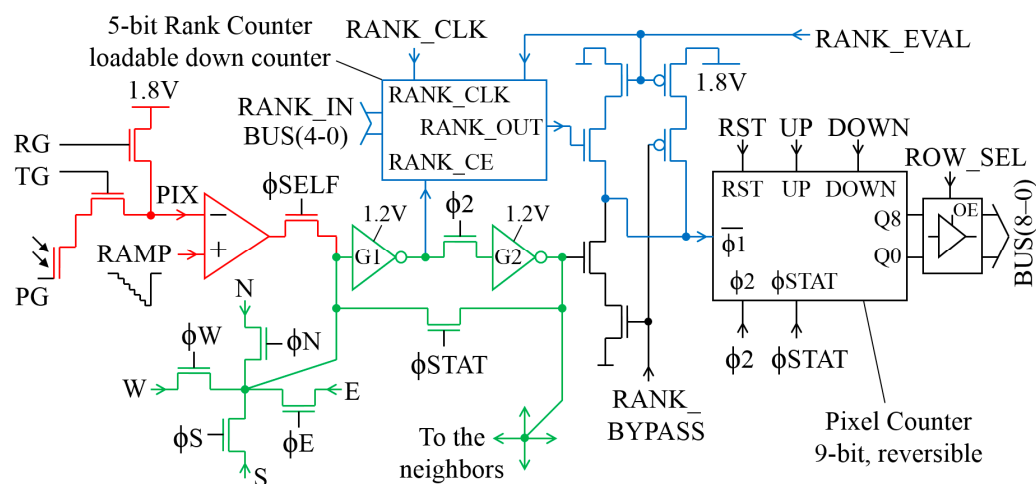 5-bit Rank Counter
loadable down counter
RANK_CLK
RANK_EVAL
1.8V
1.8V
RANK_IN
BUS(4-0)
RANK_CLK
RANK_OUT
RANK_CE
RG
TG
PIX
ϕSELF
RST UP DOWN
ROW_SEL
RST UP DOWN
OE
Q8
Q0
BUS(8–0)
−
+
RAMP
PG
1.2V
G1
ϕ2
1.2V
G2
ϕ1
ϕ2 ϕSTAT
ϕ2 ϕSTAT
N
ϕN
ϕW
W
E
ϕE
ϕS
S
ϕSTAT
To the
neighbors
RANK_
BYPASS
Pixel Counter
9-bit, reversible